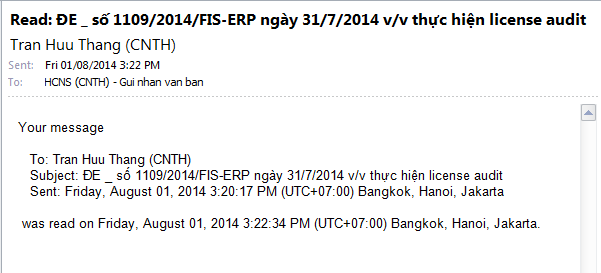 Read: ĐE _ số 1109/2014/FIS-ERP ngày 31/7/2014 v/v thực hiện license audit
Tran Huu Thang (CNTH)
Sent: Fri 01/08/2014 3:22 PM
To: HCNS (CNTH) - Gui nhan van ban
Your message
To: Tran Huu Thang (CNTH)
Subject: ĐE _ số 1109/2014/FIS-ERP ngày 31/7/2014 v/v thực hiện license audit
Sent: Friday, August 01, 2014 3:20:17 PM (UTC+07:00) Bangkok, Hanoi, Jakarta
was read on Friday, August 01, 2014 3:22:34 PM (UTC+07:00) Bangkok, Hanoi, Jakarta.